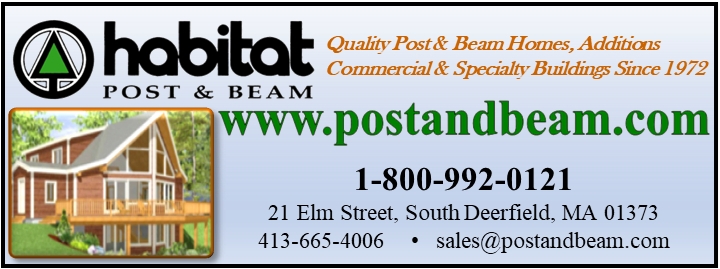 habitat
POST & BEAM
Quality Post & Beam Homes, Additions
Commercial & Specialty Buildings Since 1972
www.postandbeam.com
1-800-992-0121
21 Elm Street, South Deerfield, MA 01373
413-665-4006 • sales@postandbeam.com